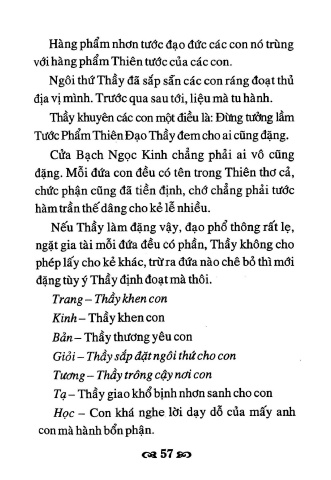 Hàng phẩm nhơn tước đạo đức các con nó trùng
với hàng phẩm Thiên tước của các con.
Ngôi thứ Thầy đã sắp sẵn các con ráng đoạt thủ
địa vị mình. Trước qua sau tới, liệu mà tu hành.
Thầy khuyên các con một điều là: Đừng tưởng lầm
Tước Phẩm Thiên Đạo Thầy đem cho ai cũng đặng.
Cửa Bạch Ngọc Kinh chẳng phải ai vô cũng
đặng. Mỗi đứa con đều có tên trong Thiên thơ cả,
chức phận cũng đã tiền định, chớ chẳng phải tước
hàm trần thế dâng cho kẻ lễ nhiều.
Nếu Thầy làm đặng vậy, đạo phổ thông rất lẹ,
ngặt gia tài mỗi đứa đều có phần, Thầy không cho
phép lấy cho kẻ khác, trừ ra đứa nào chê bỏ thì mới
đặng tùy ý Thầy định đoạt mà thôi.
Trang – Thầy khen con
Kinh – Thầy khen con
Bản – Thầy thương yêu con
Giỏi – Thầy sắp đặt ngôi thứ cho con
Tương – Thầy trông cậy nơi con
Tạ – Thầy giao khổ bịnh nhơn sanh cho con
Học – Con khá nghe lời dạy dỗ của mấy anh
con mà hành bổn phận.
57